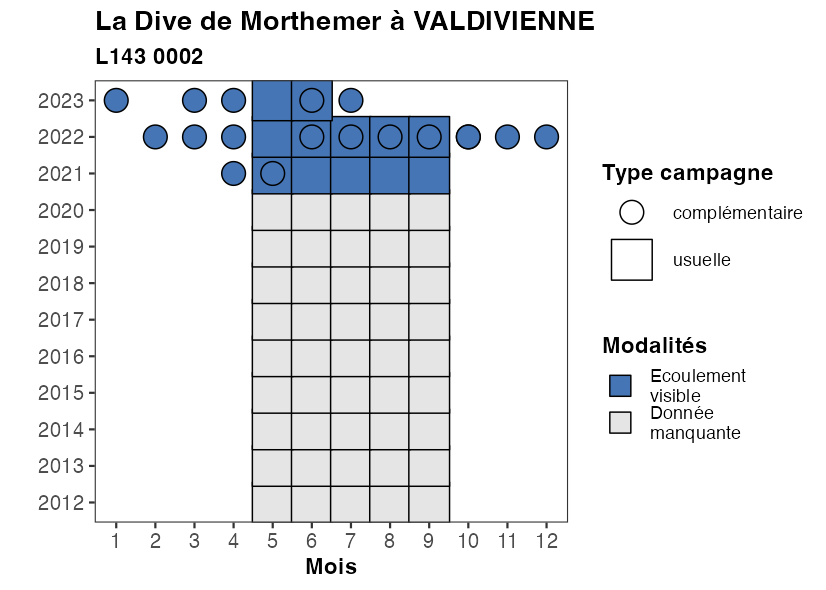 La Dive de Morthemer à VALDIVIENNE
L143 0002
2023
2022
2021
2020
2019
2018
2017
2016
2015
2014
2013
2012
1 2 3 4 5 6 7 8 9 10 11 12
Mois
Type campagne
complémentaire
usuelle
Modalités
Ecoulement
visible
Donnée
manquante